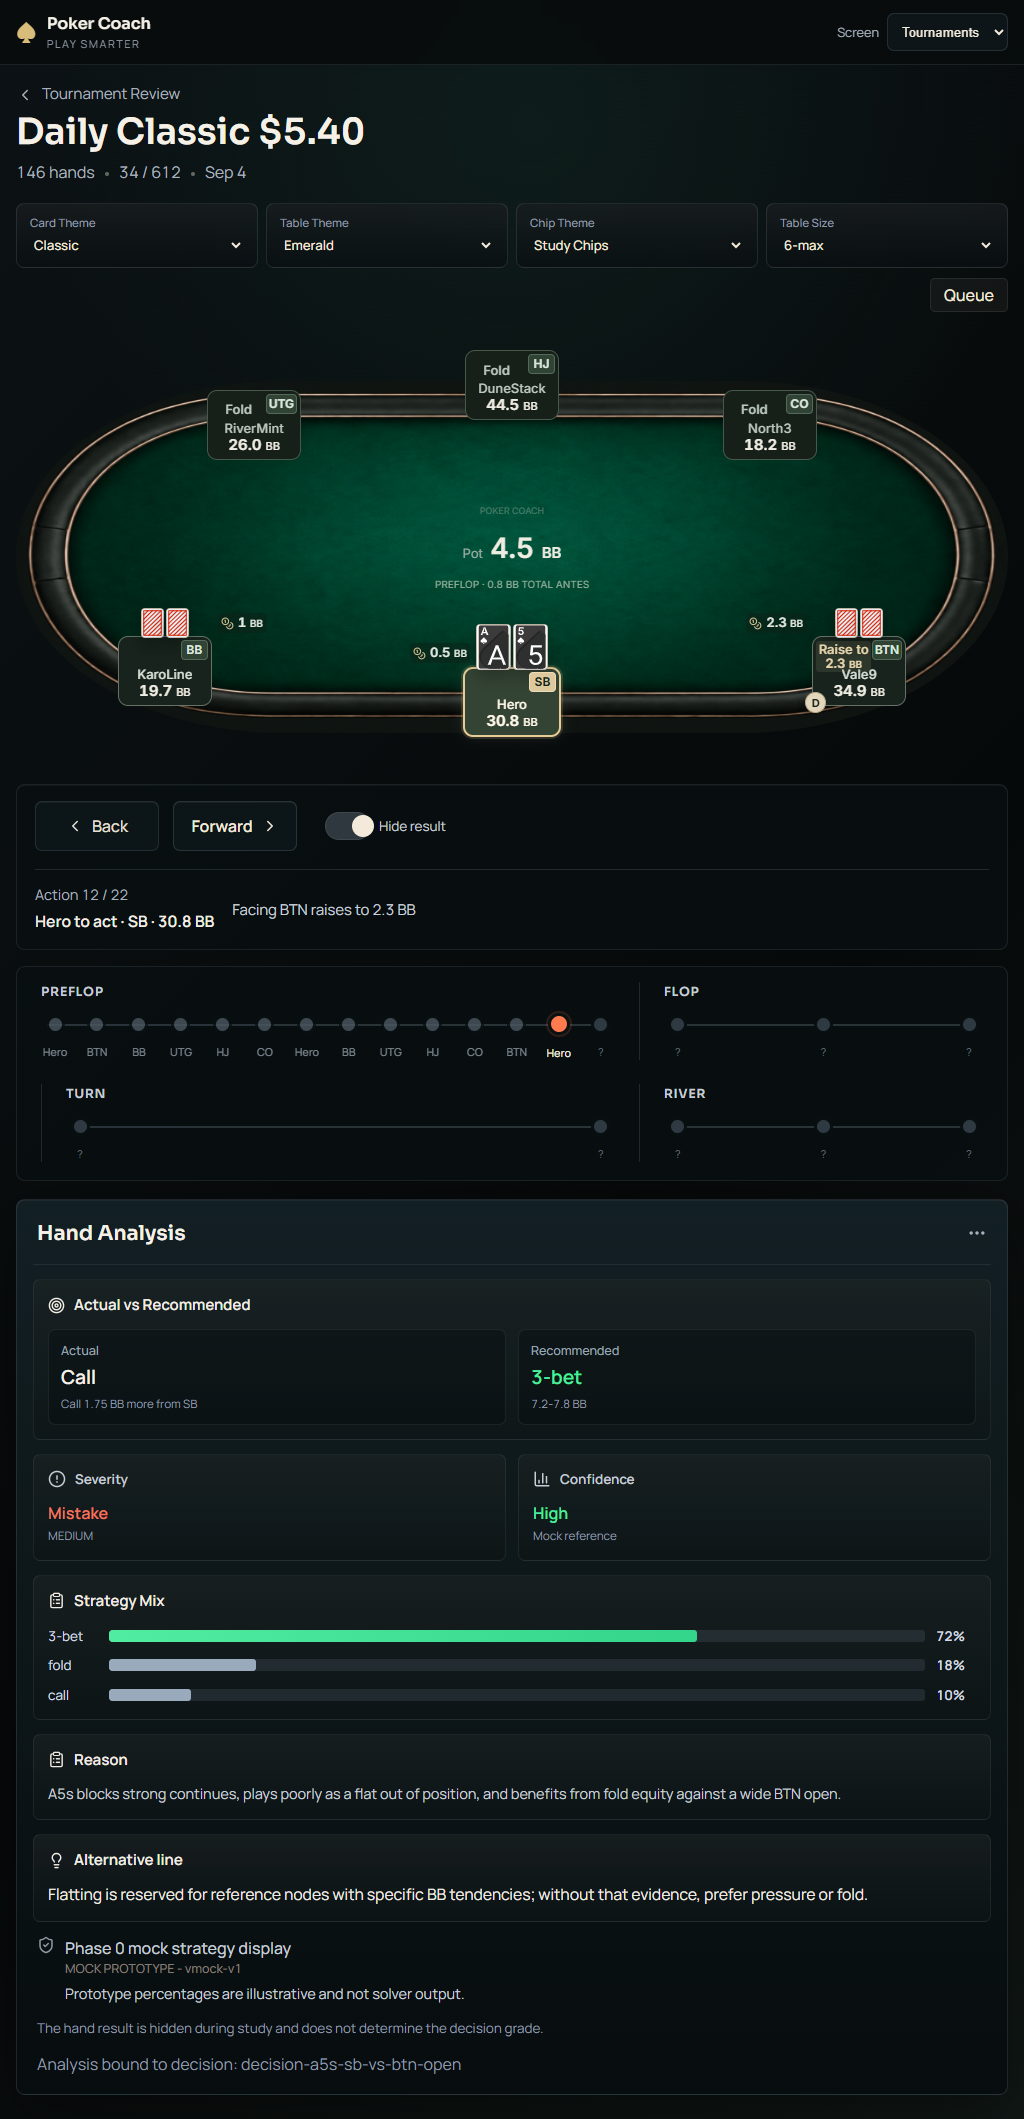 Poker Coach
PLAY SMARTER
Screen
Tournaments
Tournament Review
Daily Classic $5.40
146 hands • 34 / 612 • Sep 4
Card Theme
Classic
Table Theme
Emerald
Chip Theme
Study Chips
Table Size
6-max
Queue
Fold HJ
DuneStack
44.5 BB
Fold UTG
RiverMint
26.0 BB
Fold CO
North3
18.2 BB
POKER COACH
Pot 4.5 BB
PREFLOP · 0.8 BB TOTAL ANTES
1 BB
BB
KaroLine
19.7 BB
0.5 BB
A A
5 5
SB
Hero
30.8 BB
2.3 BB
Raise to 2.3 BB BTN
Vale9
34.9 BB
D
Back
Forward
Hide result
Action 12 / 22
Hero to act · SB · 30.8 BB
Facing BTN raises to 2.3 BB
PREFLOP
Hero BTN BB UTG HJ CO Hero BB UTG HJ CO BTN Hero ?
FLOP
? ? ?
TURN
? ?
RIVER
? ? ?
Hand Analysis
Actual vs Recommended
Actual
Call
Call 1.75 BB more from SB
Recommended
3-bet
7.2-7.8 BB
Severity
Mistake
MEDIUM
Confidence
High
Mock reference
Strategy Mix
3-bet 72%
fold 18%
call 10%
Reason
A5s blocks strong continues, plays poorly as a flat out of position, and benefits from fold equity against a wide BTN open.
Alternative line
Flatting is reserved for reference nodes with specific BB tendencies; without that evidence, prefer pressure or fold.
Phase 0 mock strategy display
MOCK PROTOTYPE - vmock-v1
Prototype percentages are illustrative and not solver output.
The hand result is hidden during study and does not determine the decision grade.
Analysis bound to decision: decision-a5s-sb-vs-btn-open